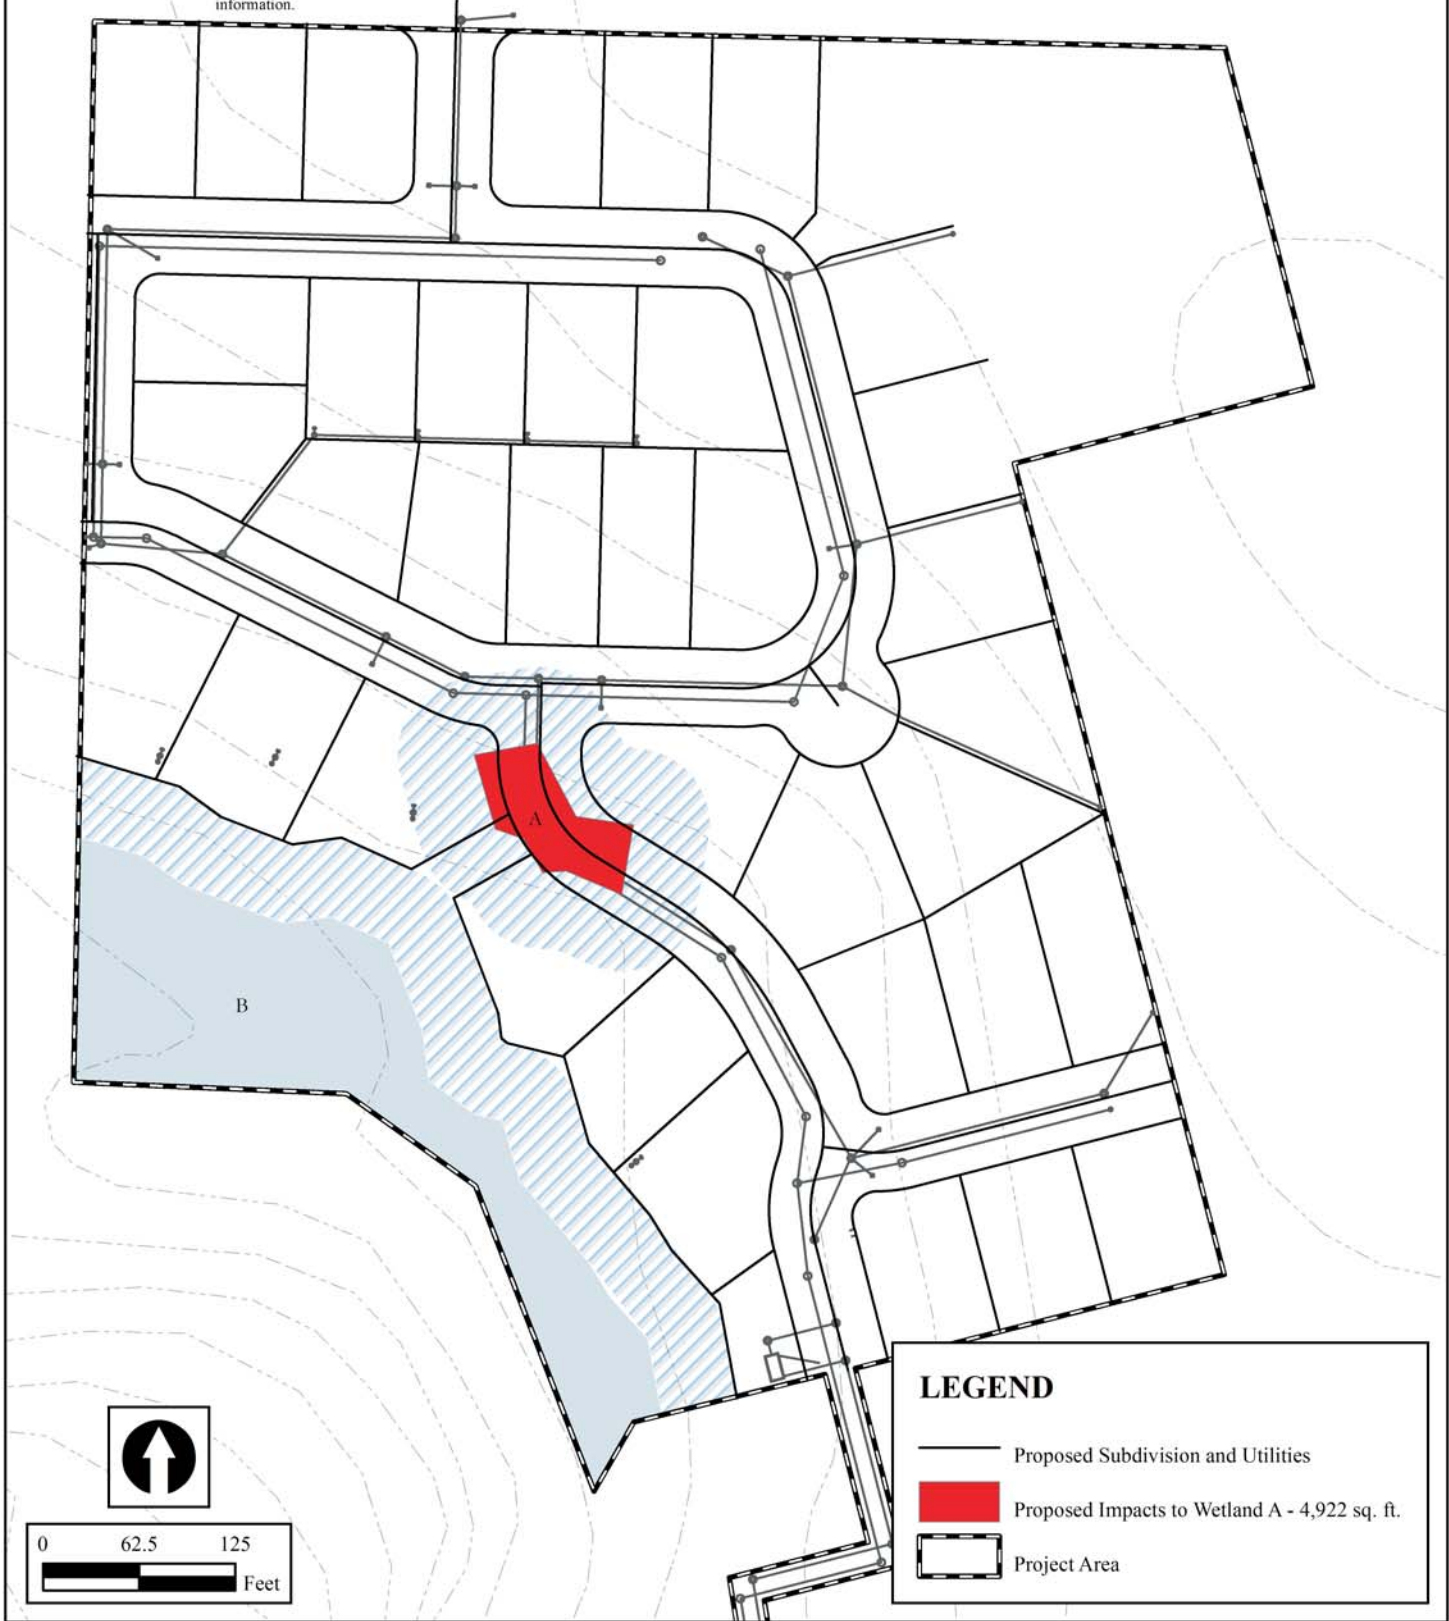 information.
A
B
LEGEND
Proposed Subdivision and Utilities
Proposed Impacts to Wetland A - 4,922 sq. ft.
Project Area
0 62.5 125
Feet